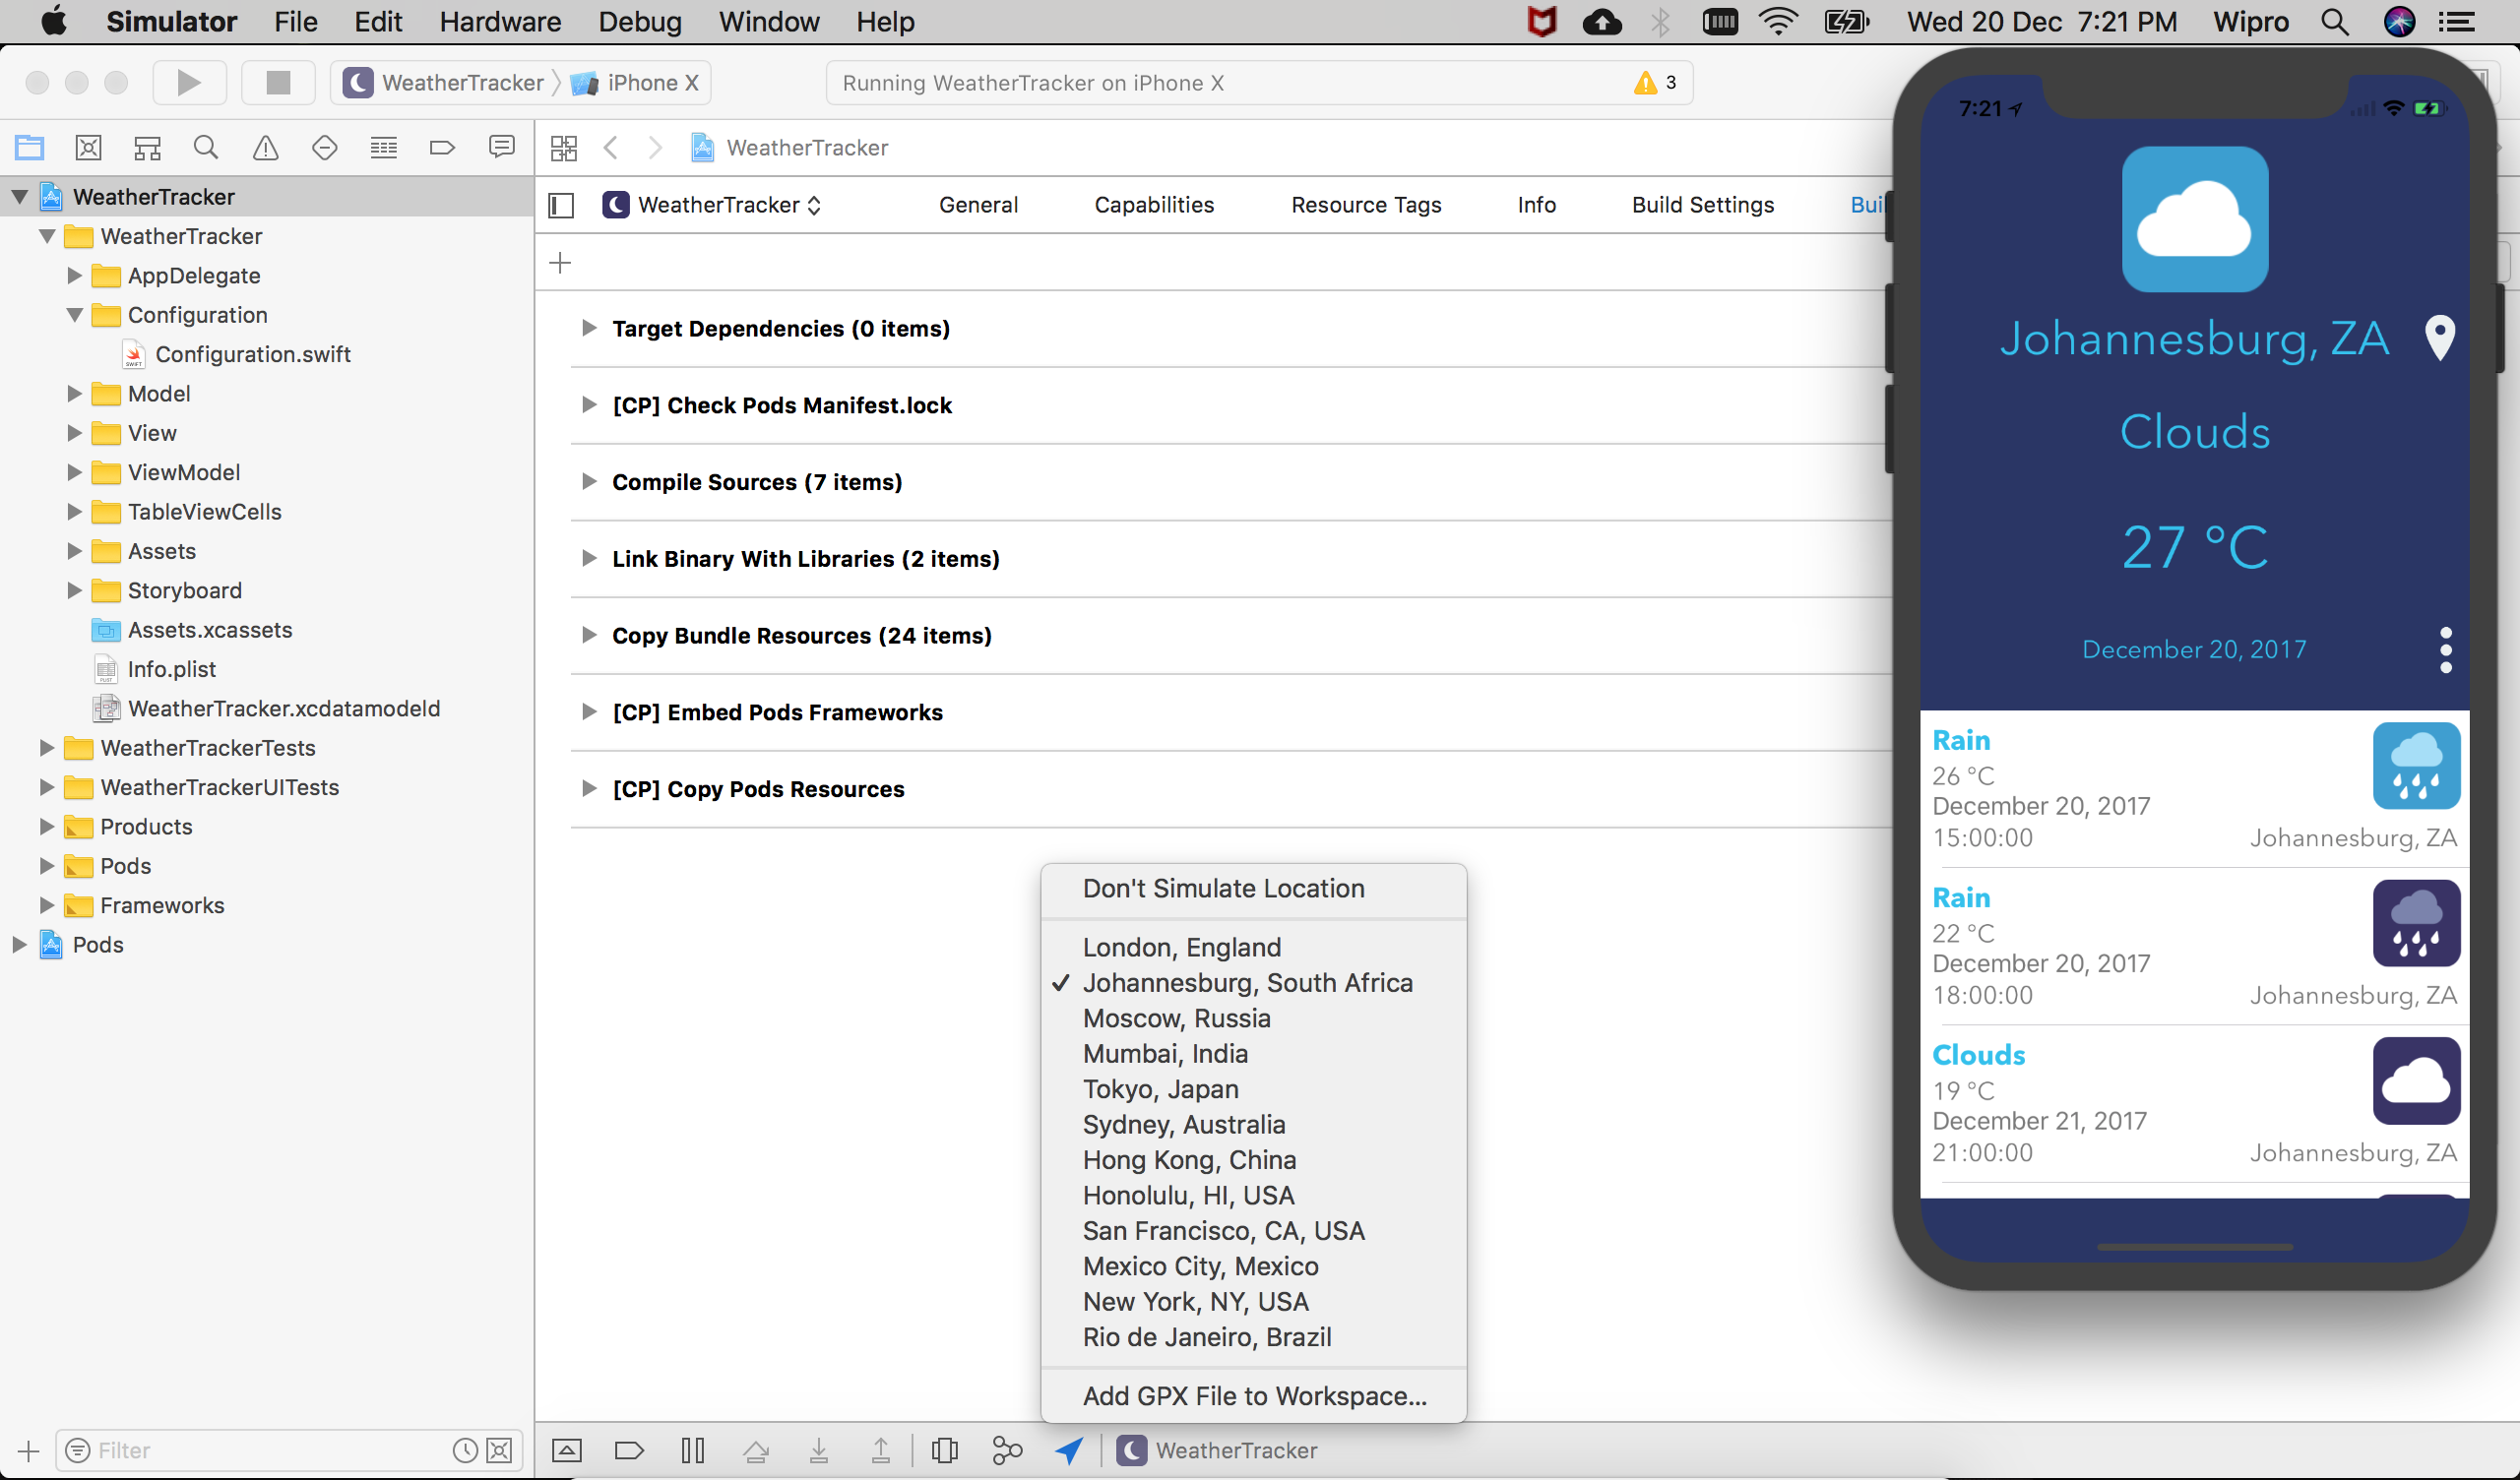 Simulator File Edit Hardware Debug Window Help Wed 20 Dec 7:21 PM Wipro
WeatherTracker iPhone X
Running WeatherTracker on iPhone X 3
WeatherTracker
WeatherTracker
WeatherTracker
AppDelegate
Configuration
Configuration.swift
Model
View
ViewModel
TableViewCells
Assets
Storyboard
Assets.xcassets
Info.plist
WeatherTracker.xcdatamodeld
WeatherTrackerTests
WeatherTrackerUITests
Products
Pods
Frameworks
Pods
Filter
WeatherTracker General Capabilities Resource Tags Info Build Settings
Target Dependencies (0 items)
[CP] Check Pods Manifest.lock
Compile Sources (7 items)
Link Binary With Libraries (2 items)
Copy Bundle Resources (24 items)
[CP] Embed Pods Frameworks
[CP] Copy Pods Resources
Don't Simulate Location
London, England
✓ Johannesburg, South Africa
Moscow, Russia
Mumbai, India
Tokyo, Japan
Sydney, Australia
Hong Kong, China
Honolulu, HI, USA
San Francisco, CA, USA
Mexico City, Mexico
New York, NY, USA
Rio de Janeiro, Brazil
Add GPX File to Workspace...
WeatherTracker
7:21
Johannesburg, ZA
Clouds
27 °C
December 20, 2017
Rain
26 °C
December 20, 2017
15:00:00 Johannesburg, ZA
Rain
22 °C
December 20, 2017
18:00:00 Johannesburg, ZA
Clouds
19 °C
December 21, 2017
21:00:00 Johannesburg, ZA